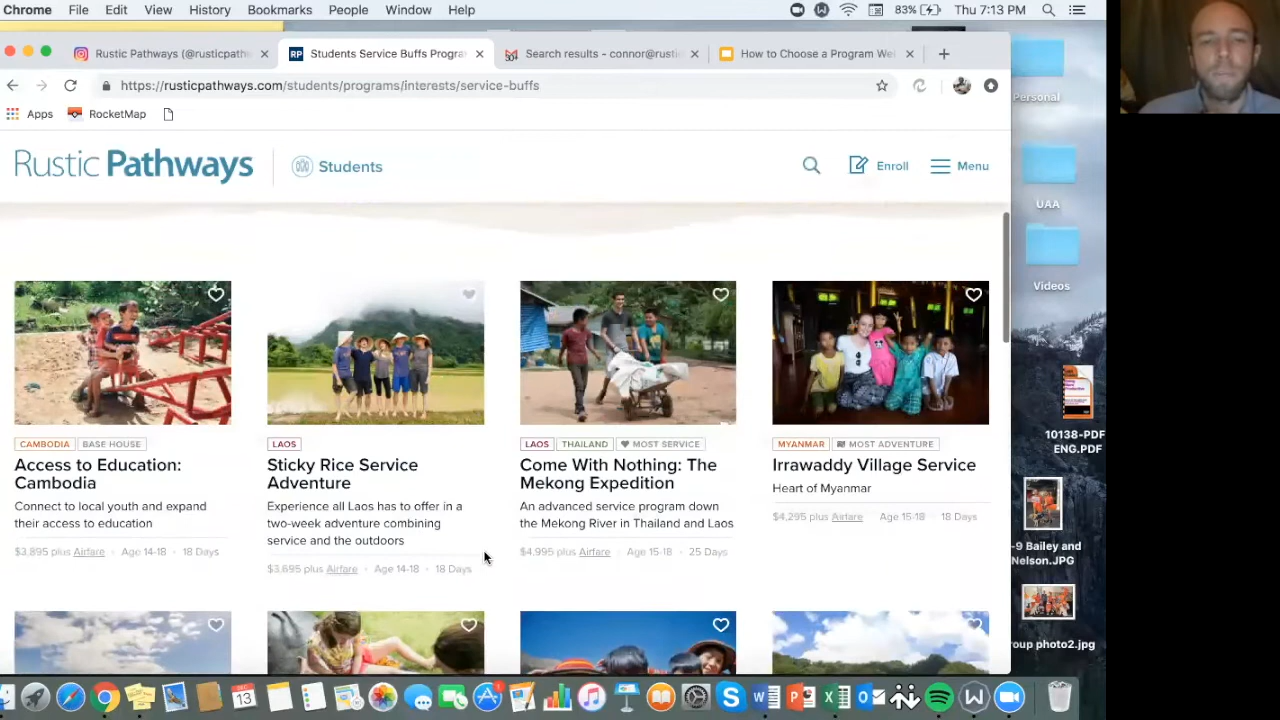 Chrome File Edit View History Bookmarks People Window Help 83% Thu 7:13 PM
Rustic Pathways (@rusticpath
Students Service Buffs Progra
Search results - connor@rustic
How to Choose a Program We
https://rusticpathways.com/students/programs/interests/service-buffs
Apps RocketMap
Rustic Pathways Students Enroll Menu
CAMBODIA BASE HOUSE
Access to Education:
Cambodia
Connect to local youth and expand
their access to education
$3,895 plus Airfare • Age 14-18 • 18 Days
LAOS
Sticky Rice Service
Adventure
Experience all Laos has to offer in a
two-week adventure combining
service and the outdoors
$3,695 plus Airfare • Age 14-18 • 18 Days
LAOS THAILAND MOST SERVICE
Come With Nothing: The
Mekong Expedition
An advanced service program down
the Mekong River in Thailand and Laos
$4,995 plus Airfare • Age 15-18 • 25 Days
MYANMAR MOST ADVENTURE
Irrawaddy Village Service
Heart of Myanmar
$4,295 plus Airfare Age 15-18 18 Days
Personal
UAA
Videos
10138-PDF-
ENG.PDF
-9 Bailey and
Nelson.JPG
roup photo2.jpg